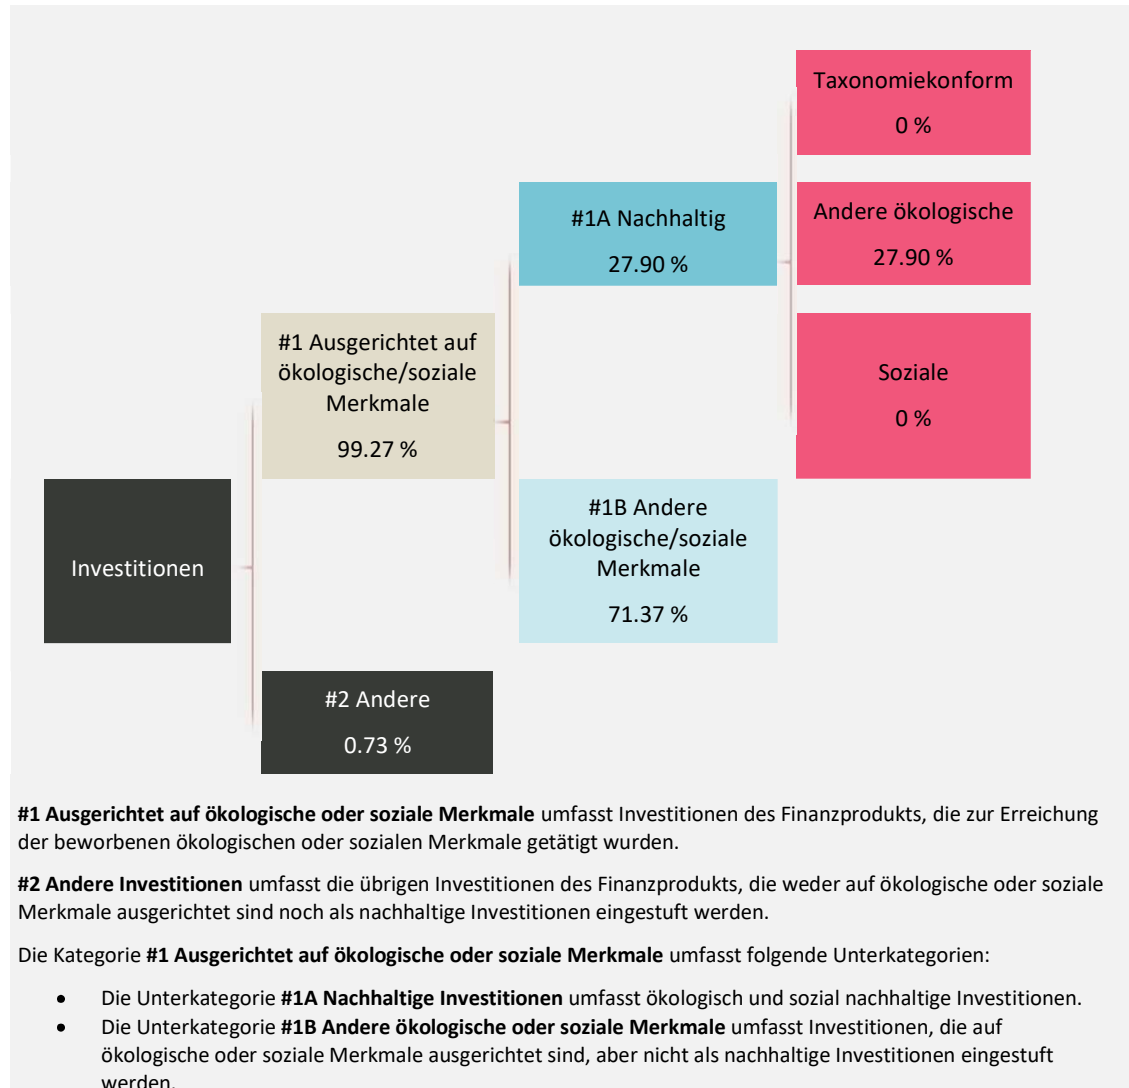 Taxonomiekonform
0 %
#1A Nachhaltig
27.90 %
Andere ökologische
27.90 %
#1 Ausgerichtet auf
ökologische/soziale
Merkmale
99.27 %
Soziale
0 %
Investitionen
#1B Andere
ökologische/soziale
Merkmale
71.37 %
#2 Andere
0.73 %
#1 Ausgerichtet auf ökologische oder soziale Merkmale umfasst Investitionen des Finanzprodukts, die zur Erreichung
der beworbenen ökologischen oder sozialen Merkmale getätigt wurden.
#2 Andere Investitionen umfasst die übrigen Investitionen des Finanzprodukts, die weder auf ökologische oder soziale
Merkmale ausgerichtet sind noch als nachhaltige Investitionen eingestuft werden.
Die Kategorie #1 Ausgerichtet auf ökologische oder soziale Merkmale umfasst folgende Unterkategorien:
• Die Unterkategorie #1A Nachhaltige Investitionen umfasst ökologisch und sozial nachhaltige Investitionen.
• Die Unterkategorie #1B Andere ökologische oder soziale Merkmale umfasst Investitionen, die auf
ökologische oder soziale Merkmale ausgerichtet sind, aber nicht als nachhaltige Investitionen eingestuft
werden.